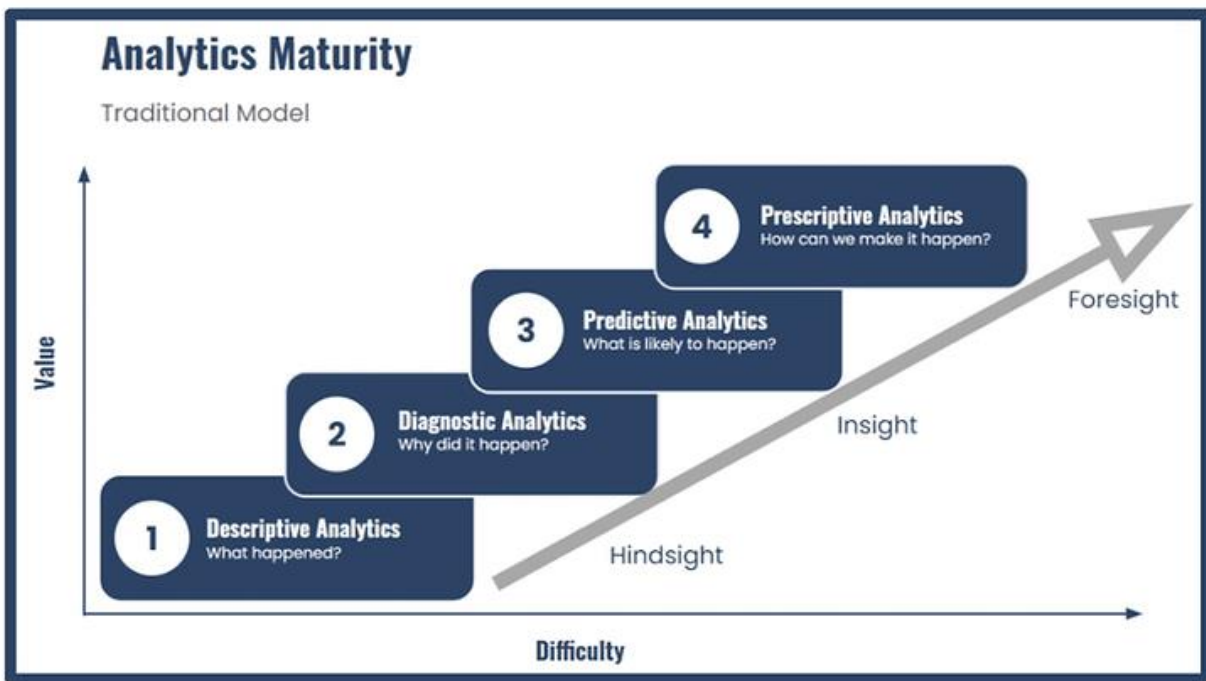 Analytics Maturity
Traditional Model
4
Prescriptive Analytics
How can we make it happen?
Foresight
3
Predictive Analytics
What is likely to happen?
Value
Insight
2
Diagnostic Analytics
Why did it happen?
Hindsight
1
Descriptive Analytics
What happened?
Difficulty